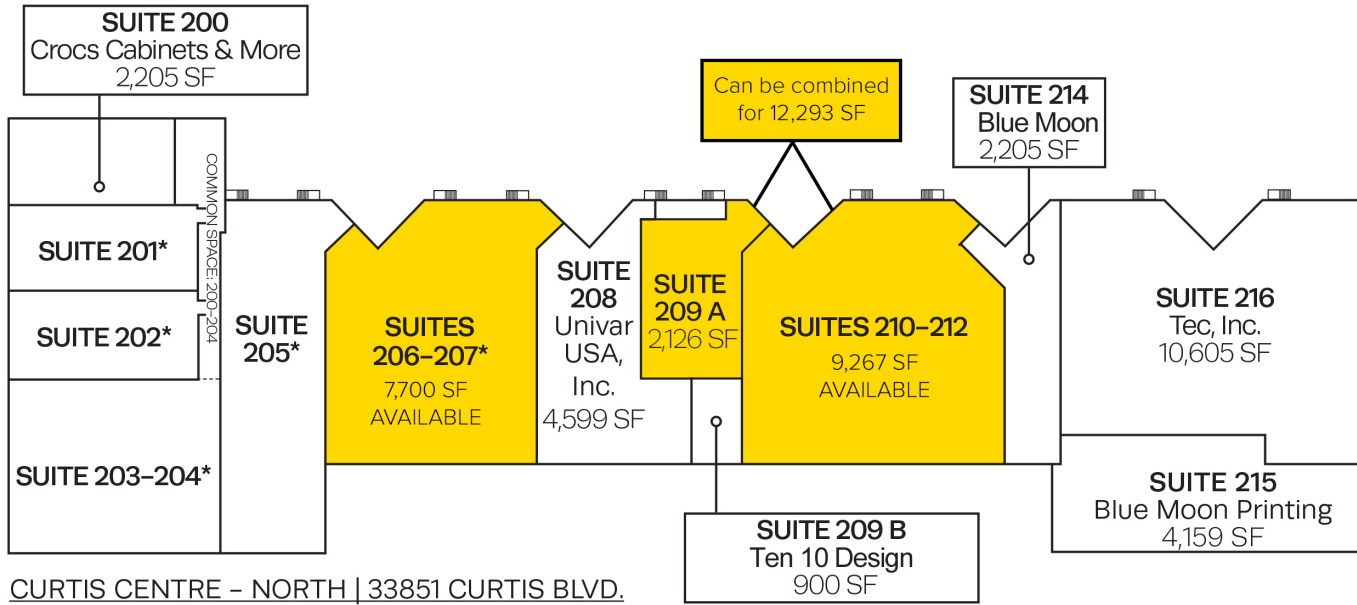 SUITE 200
Crocs Cabinets & More
2,205 SF
Can be combined
for 12,293 SF
SUITE 214
Blue Moon
2,205 SF
COMMON SPACE: 200-204
SUITE 201*
SUITE 202*
SUITE 203–204*
SUITE
205*
SUITES
206–207*
7,700 SF
AVAILABLE
SUITE
208
Univar
USA,
Inc.
4,599 SF
SUITE
209 A
2,126 SF
SUITES 210–212
9,267 SF
AVAILABLE
SUITE 216
Tec, Inc.
10,605 SF
SUITE 215
Blue Moon Printing
4,159 SF
SUITE 209 B
Ten 10 Design
900 SF
CURTIS CENTRE – NORTH | 33851 CURTIS BLVD.